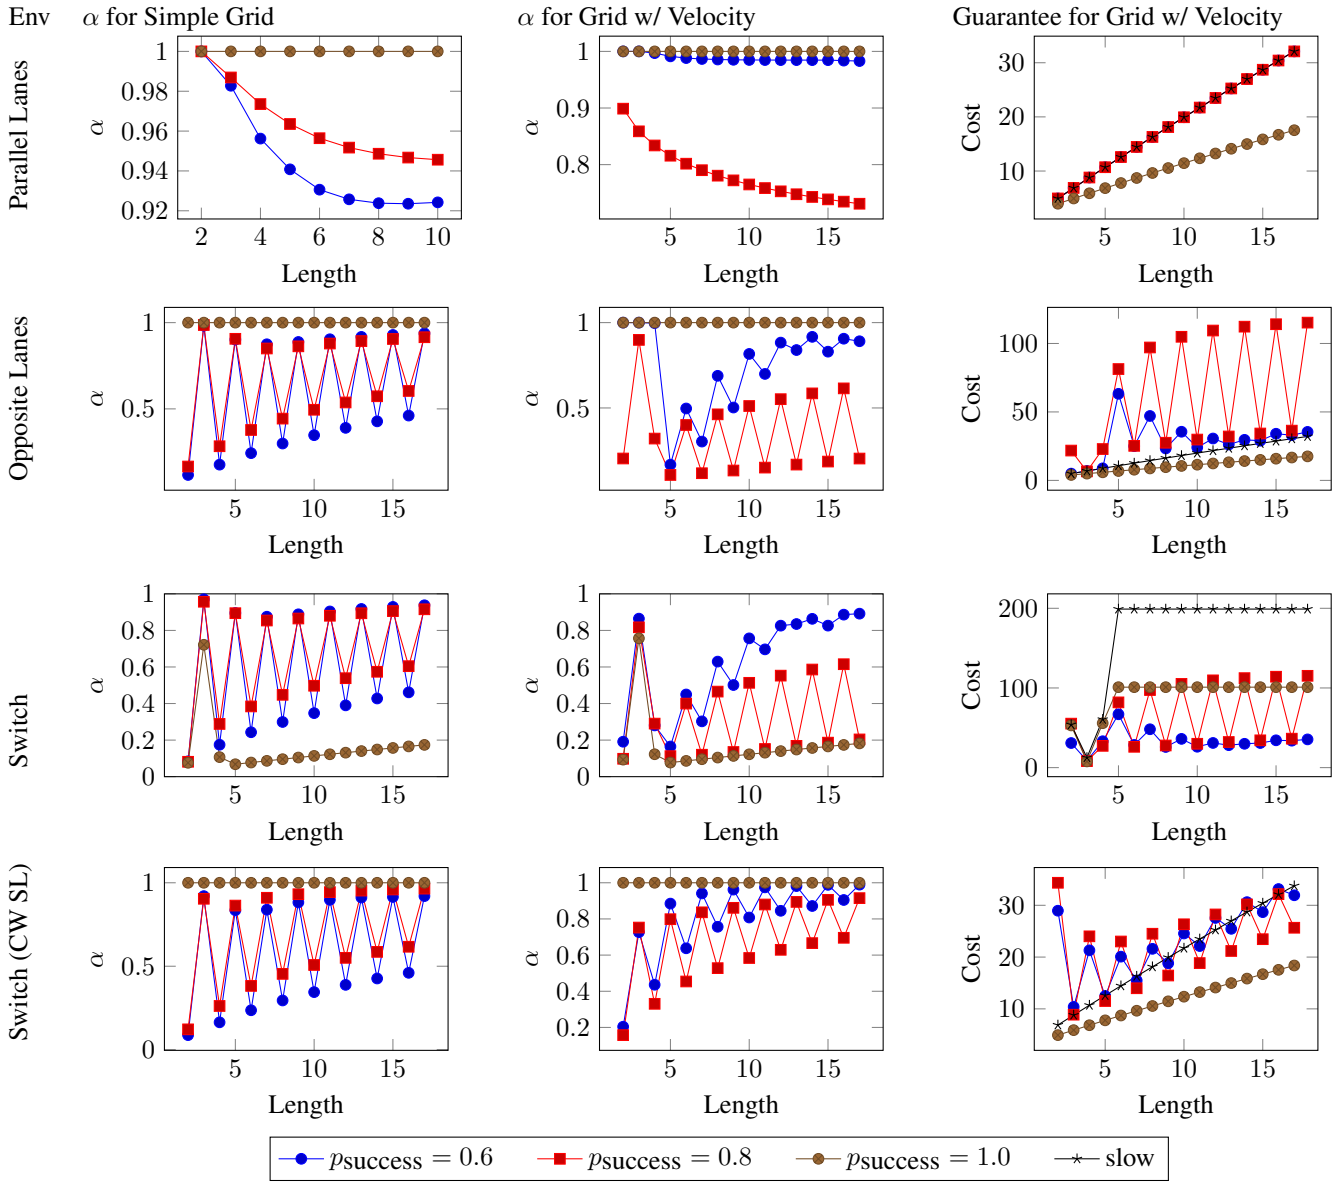 Env α for Simple Grid α for Grid w/ Velocity Guarantee for Grid w/ Velocity
Parallel Lanes
1
0.98
0.96
0.94
0.92
α
2 4 6 8 10
Length
1
0.9
0.8
α
5 10 15
Length
30
20
10
Cost
5 10 15
Length
Opposite Lanes
1
0.5
α
5 10 15
Length
1
0.5
α
5 10 15
Length
100
50
0
Cost
5 10 15
Length
Switch
1
0.8
0.6
0.4
0.2
0
α
5 10 15
Length
1
0.8
0.6
0.4
0.2
0
α
5 10 15
Length
200
100
0
Cost
5 10 15
Length
Switch (CW SL)
1
0.5
0
α
5 10 15
Length
1
0.8
0.6
0.4
0.2
α
5 10 15
Length
30
20
10
Cost
5 10 15
Length
p_success = 0.6 p_success = 0.8 p_success = 1.0 slow